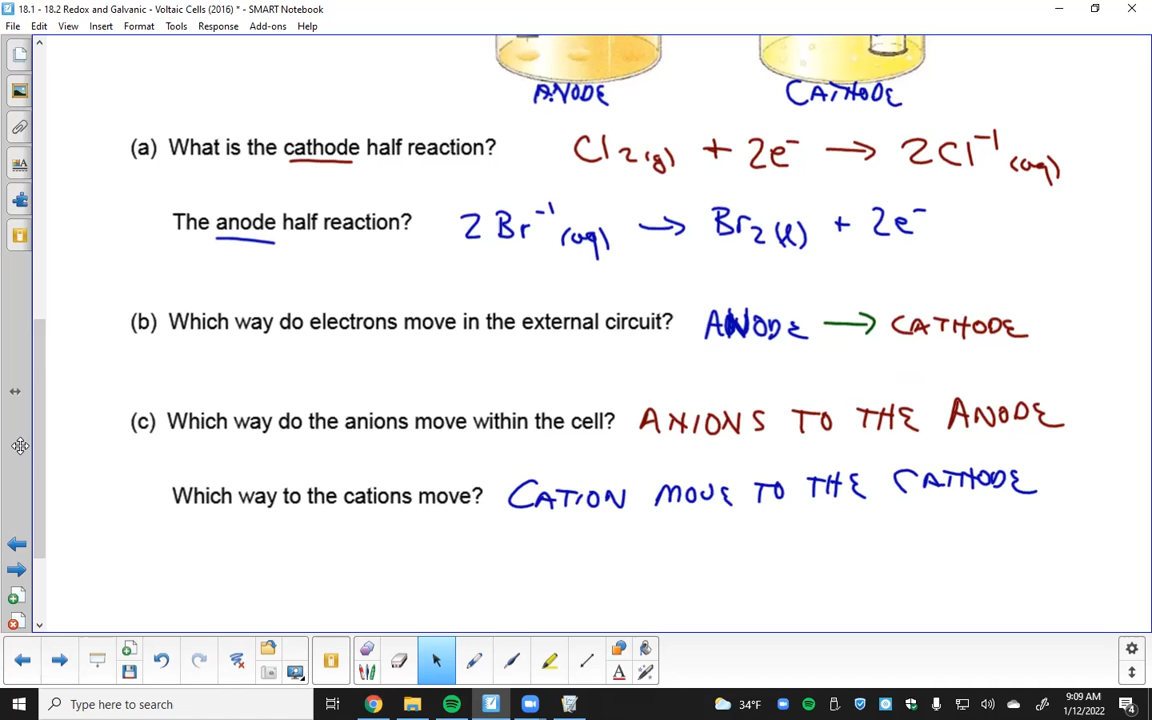 18.1 - 18.2 Redox and Galvanic - Voltaic Cells (2016) * - SMART Notebook
File Edit View Insert Format Tools Response Add-ons Help
ANODE CATHODE
(a) What is the cathode half reaction? Cl2(g) + 2e⁻ → 2Cl⁻¹(aq)
The anode half reaction? 2Br⁻¹(aq) → Br2(l) + 2e⁻
(b) Which way do electrons move in the external circuit? ANODE → CATHODE
(c) Which way do the anions move within the cell? ANIONS TO THE ANODE
Which way to the cations move? CATION MOVE TO THE CATHODE
A
Type here to search 34°F 9:09 AM
1/12/2022 4